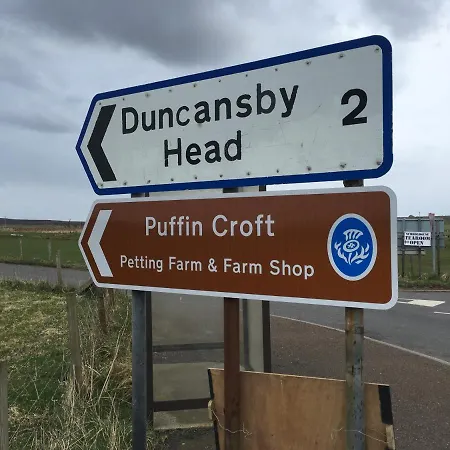 Duncansby 2
Head
Puffin Croft
Petting Farm & Farm Shop
TEAROOM
OPEN